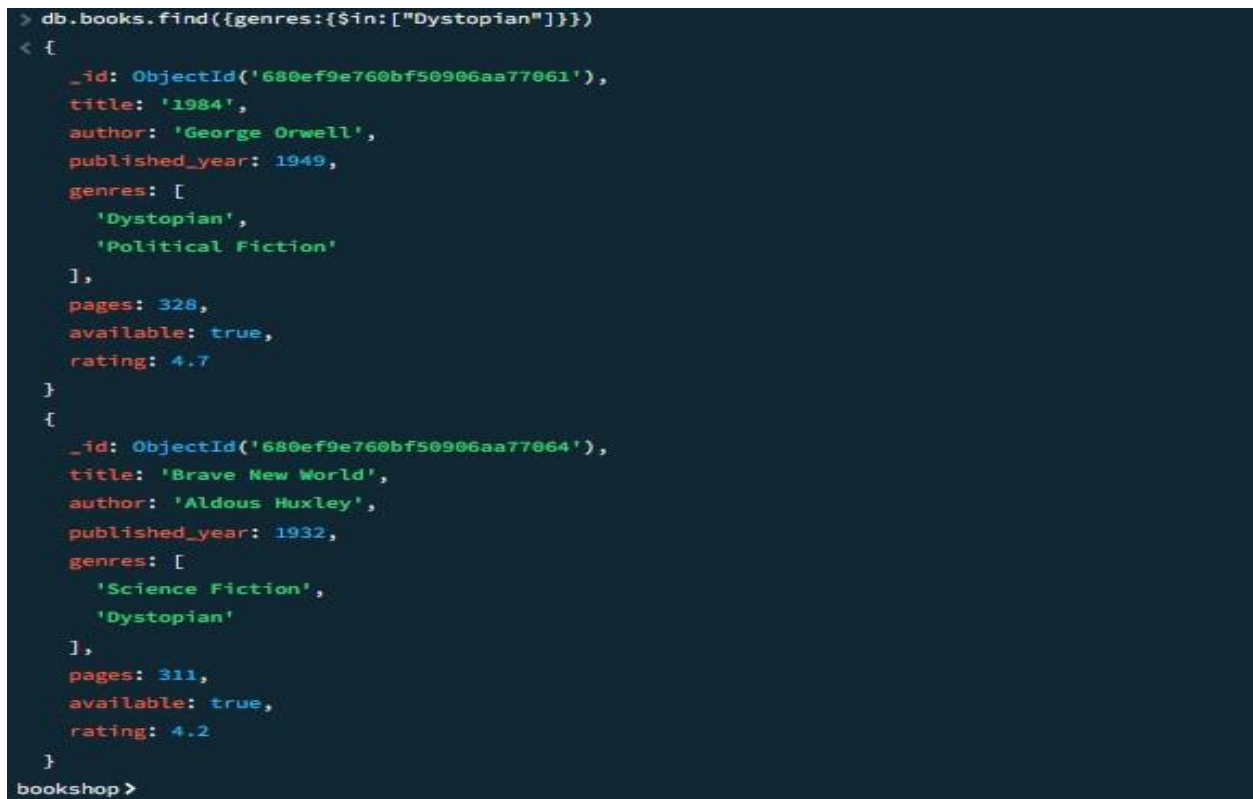 > db.books.find({genres:{$in:["Dystopian"]}})
< {
_id: ObjectId('680ef9e760bf50906aa77061'),
title: '1984',
author: 'George Orwell',
published_year: 1949,
genres: [
'Dystopian',
'Political Fiction'
],
pages: 328,
available: true,
rating: 4.7
}
{
_id: ObjectId('680ef9e760bf50906aa77064'),
title: 'Brave New World',
author: 'Aldous Huxley',
published_year: 1932,
genres: [
'Science Fiction',
'Dystopian'
],
pages: 311,
available: true,
rating: 4.2
}
bookshop>